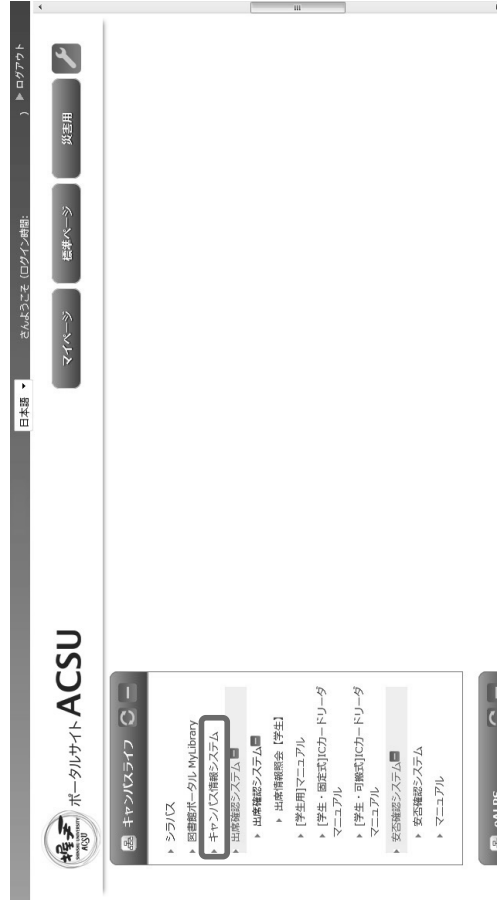 日本語 ▼
さんようこそ (ログイン時間:
) ▶ログアウト
握手
SHINSHU UNIVERSITY
ACSU
ポータルサイト ACSU
マイページ
標準ページ
災害用
キャンパスライフ
シラバス
図書館ポータル MyLibrary
キャンパス情報システム
出席確認システム
出席確認システム
出席情報照会【学生】
[学生用]マニュアル
[学生・固定式]ICカードリーダ
マニュアル
[学生・可搬式]ICカードリーダ
マニュアル
安否確認システム
安否確認システム
マニュアル
eALPS